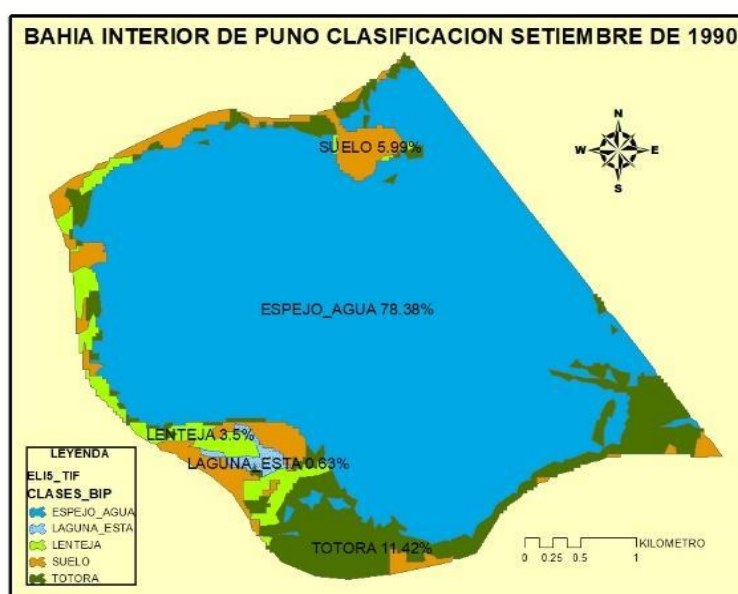 BAHIA INTERIOR DE PUNO CLASIFICACION SETIEMBRE DE 1990
N
W E
S
SUELO 5.99%
ESPEJO_AGUA 78.38%
LENTEJA 3.5%
LAGUNA_ESTA 0.63%
TOTORA 11.42%
LEYENDA
ELI5_TIF
CLASES_BIP
ESPEJO_AGUA
LAGUNA_ESTA
LENTEJA
SUELO
TOTORA
KILOMETRO
0 0.25 0.5 1